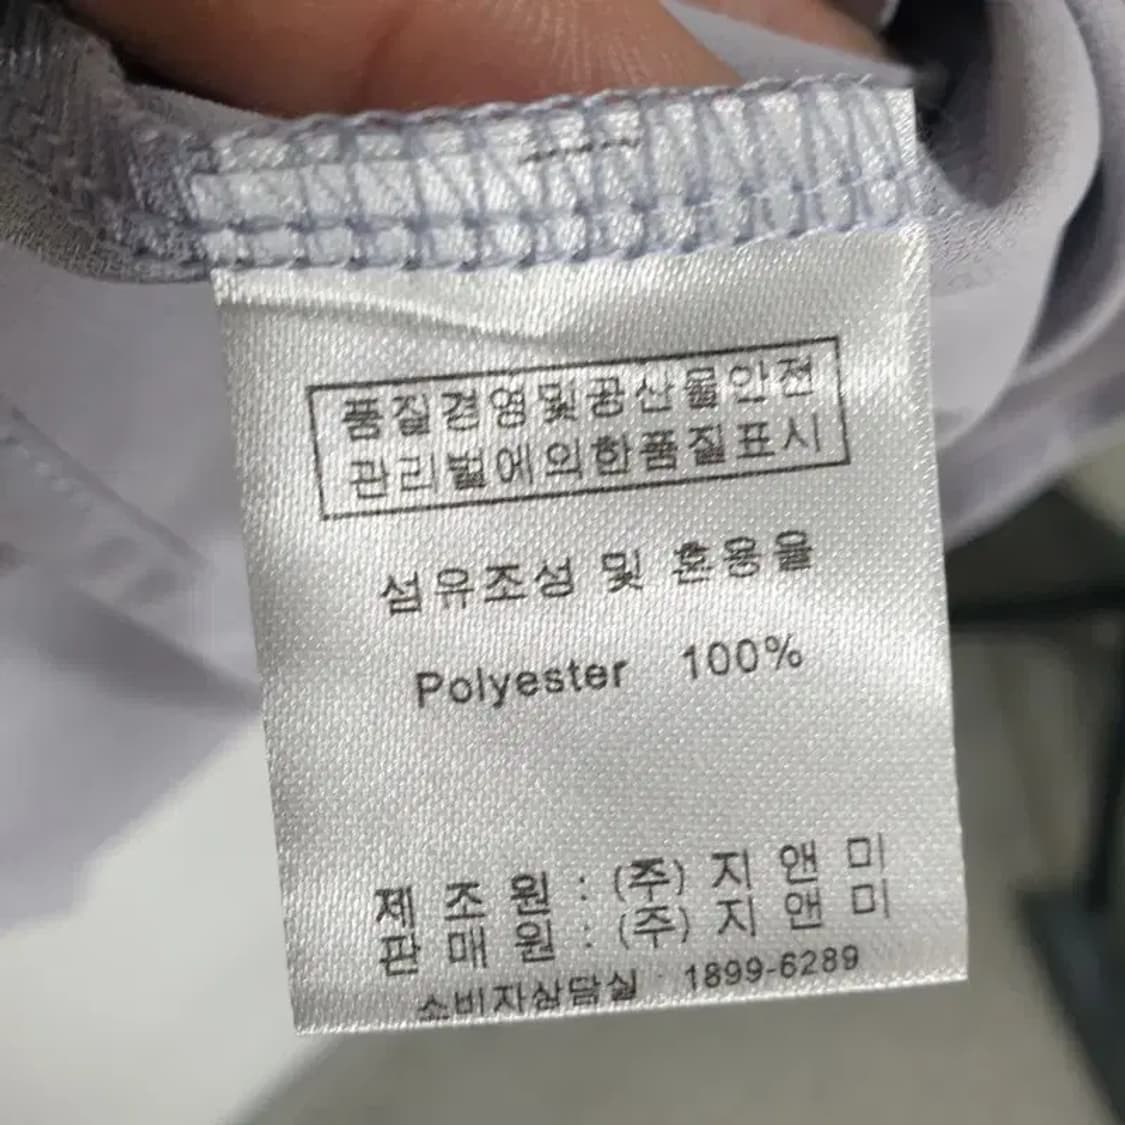 품질경영및공산물안전
관리법에의한품질표시
섬유조성 및 혼용율
Polyester 100%
제 조 원 : (주) 지 앤 미
판 매 원 : (주) 지 앤 미
소비자상담실 : 1899-6289